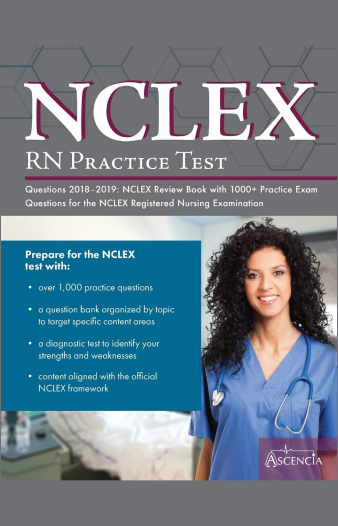 NCLEX
RN PRACTICE TEST
Questions 2018–2019: NCLEX Review Book with 1000+ Practice Exam
Questions for the NCLEX Registered Nursing Examination
Prepare for the NCLEX
test with:
• over 1,000 practice questions
• a question bank organized by topic
to target specific content areas
• a diagnostic test to identify your
strengths and weaknesses
• content aligned with the official
NCLEX framework
ASCENCIA